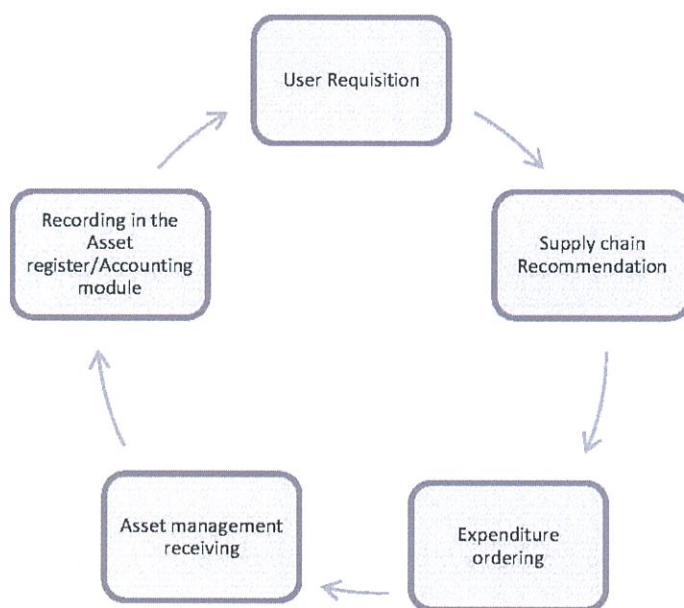 User Requisition
Supply chain
Recommendation
Expenditure
ordering
Asset management
receiving
Recording in the
Asset
register/Accounting
module